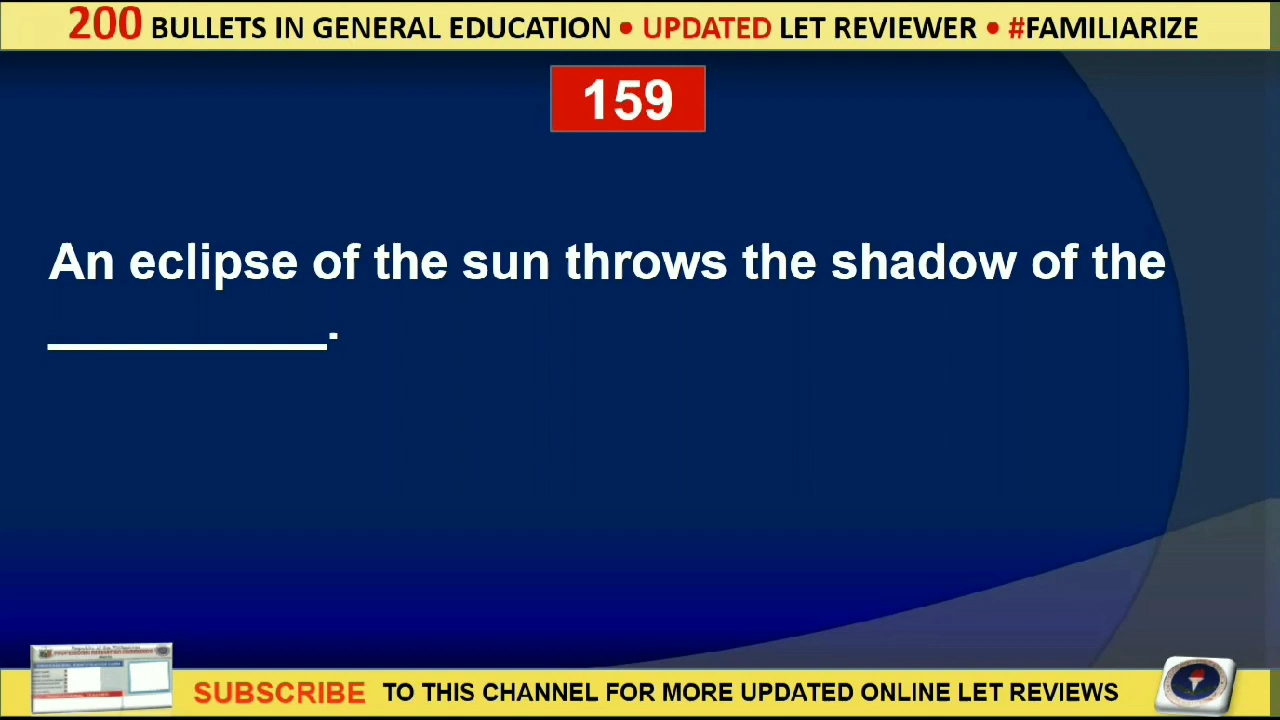 200 BULLETS IN GENERAL EDUCATION • UPDATED LET REVIEWER • #FAMILIARIZE
159
An eclipse of the sun throws the shadow of the
__________.
SUBSCRIBE TO THIS CHANNEL FOR MORE UPDATED ONLINE LET REVIEWS